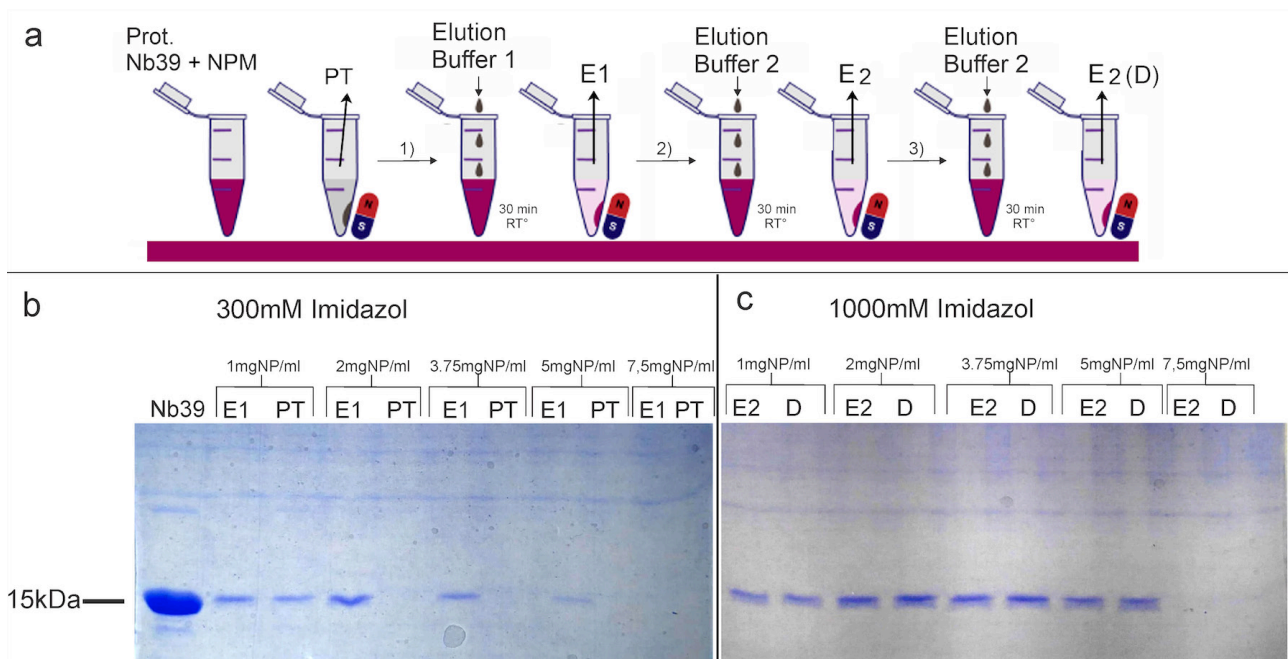 a
Prot.
Nb39 + NPM
PT
Elution
Buffer 1
E1
Elution
Buffer 2
E2
Elution
Buffer 2
E2 (D)
1)
2)
3)
30 min
RT°
N
S
30 min
RT°
N
S
30 min
RT°
N
S
N
S
b
300mM Imidazol
1mgNP/ml
2mgNP/ml
3.75mgNP/ml
5mgNP/ml
7,5mgNP/ml
Nb39
E1
PT
E1
PT
E1
PT
E1
PT
E1
PT
15kDa
c
1000mM Imidazol
1mgNP/ml
2mgNP/ml
3.75mgNP/ml
5mgNP/ml
7,5mgNP/ml
E2
D
E2
D
E2
D
E2
D
E2
D